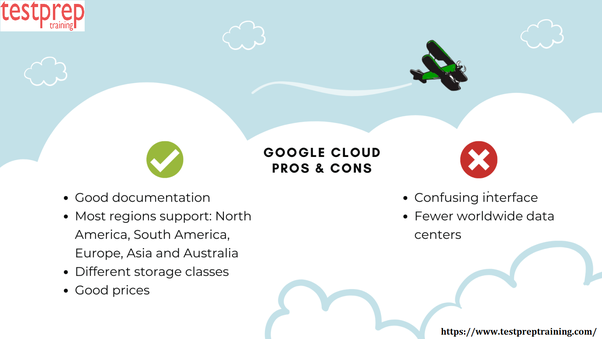 testprep
training
GOOGLE CLOUD
PROS & CONS
• Good documentation
• Most regions support: North
America, South America,
Europe, Asia and Australia
• Different storage classes
• Good prices
• Confusing interface
• Fewer worldwide data
centers
https://www.testpreptraining.com/